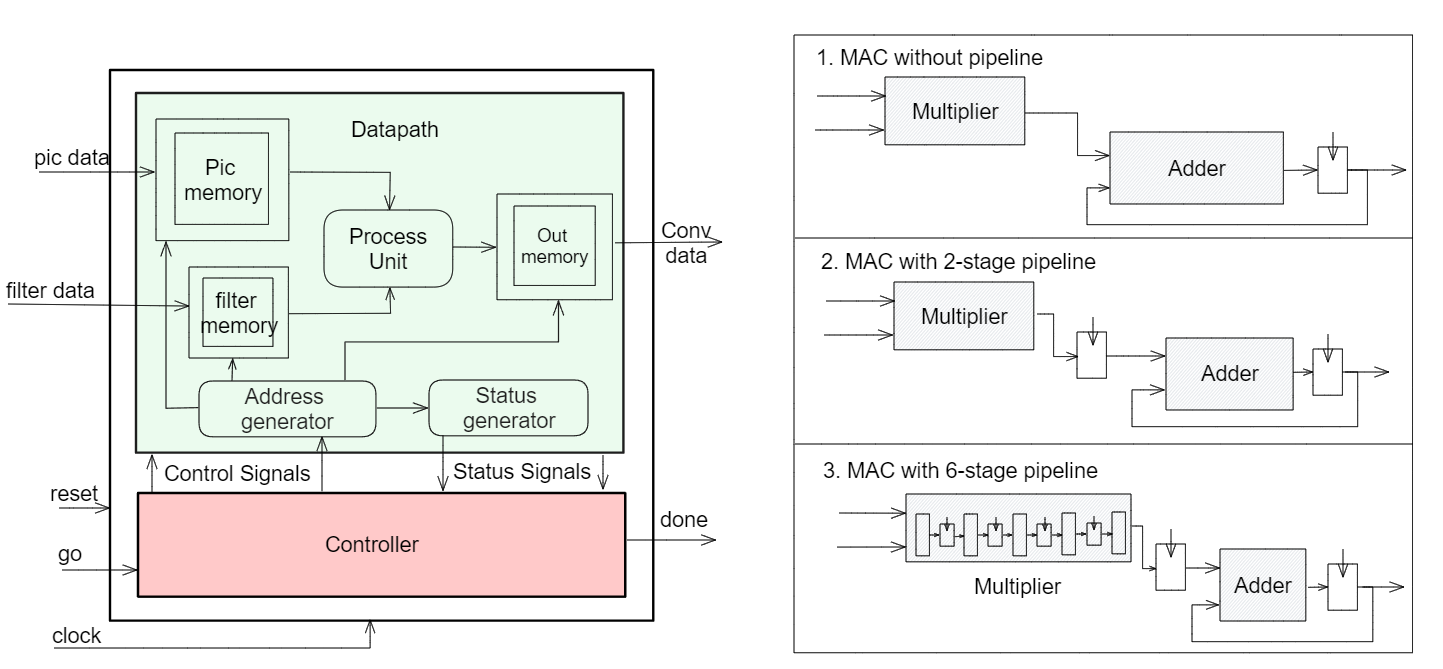 Datapath
pic data
Pic
memory
Process
Unit
Out
memory
Conv
data
filter data
filter
memory
Address
generator
Status
generator
Control Signals
Status Signals
reset
go
Controller
done
clock
1. MAC without pipeline
Multiplier
Adder
2. MAC with 2-stage pipeline
Multiplier
Adder
3. MAC with 6-stage pipeline
Multiplier
Adder